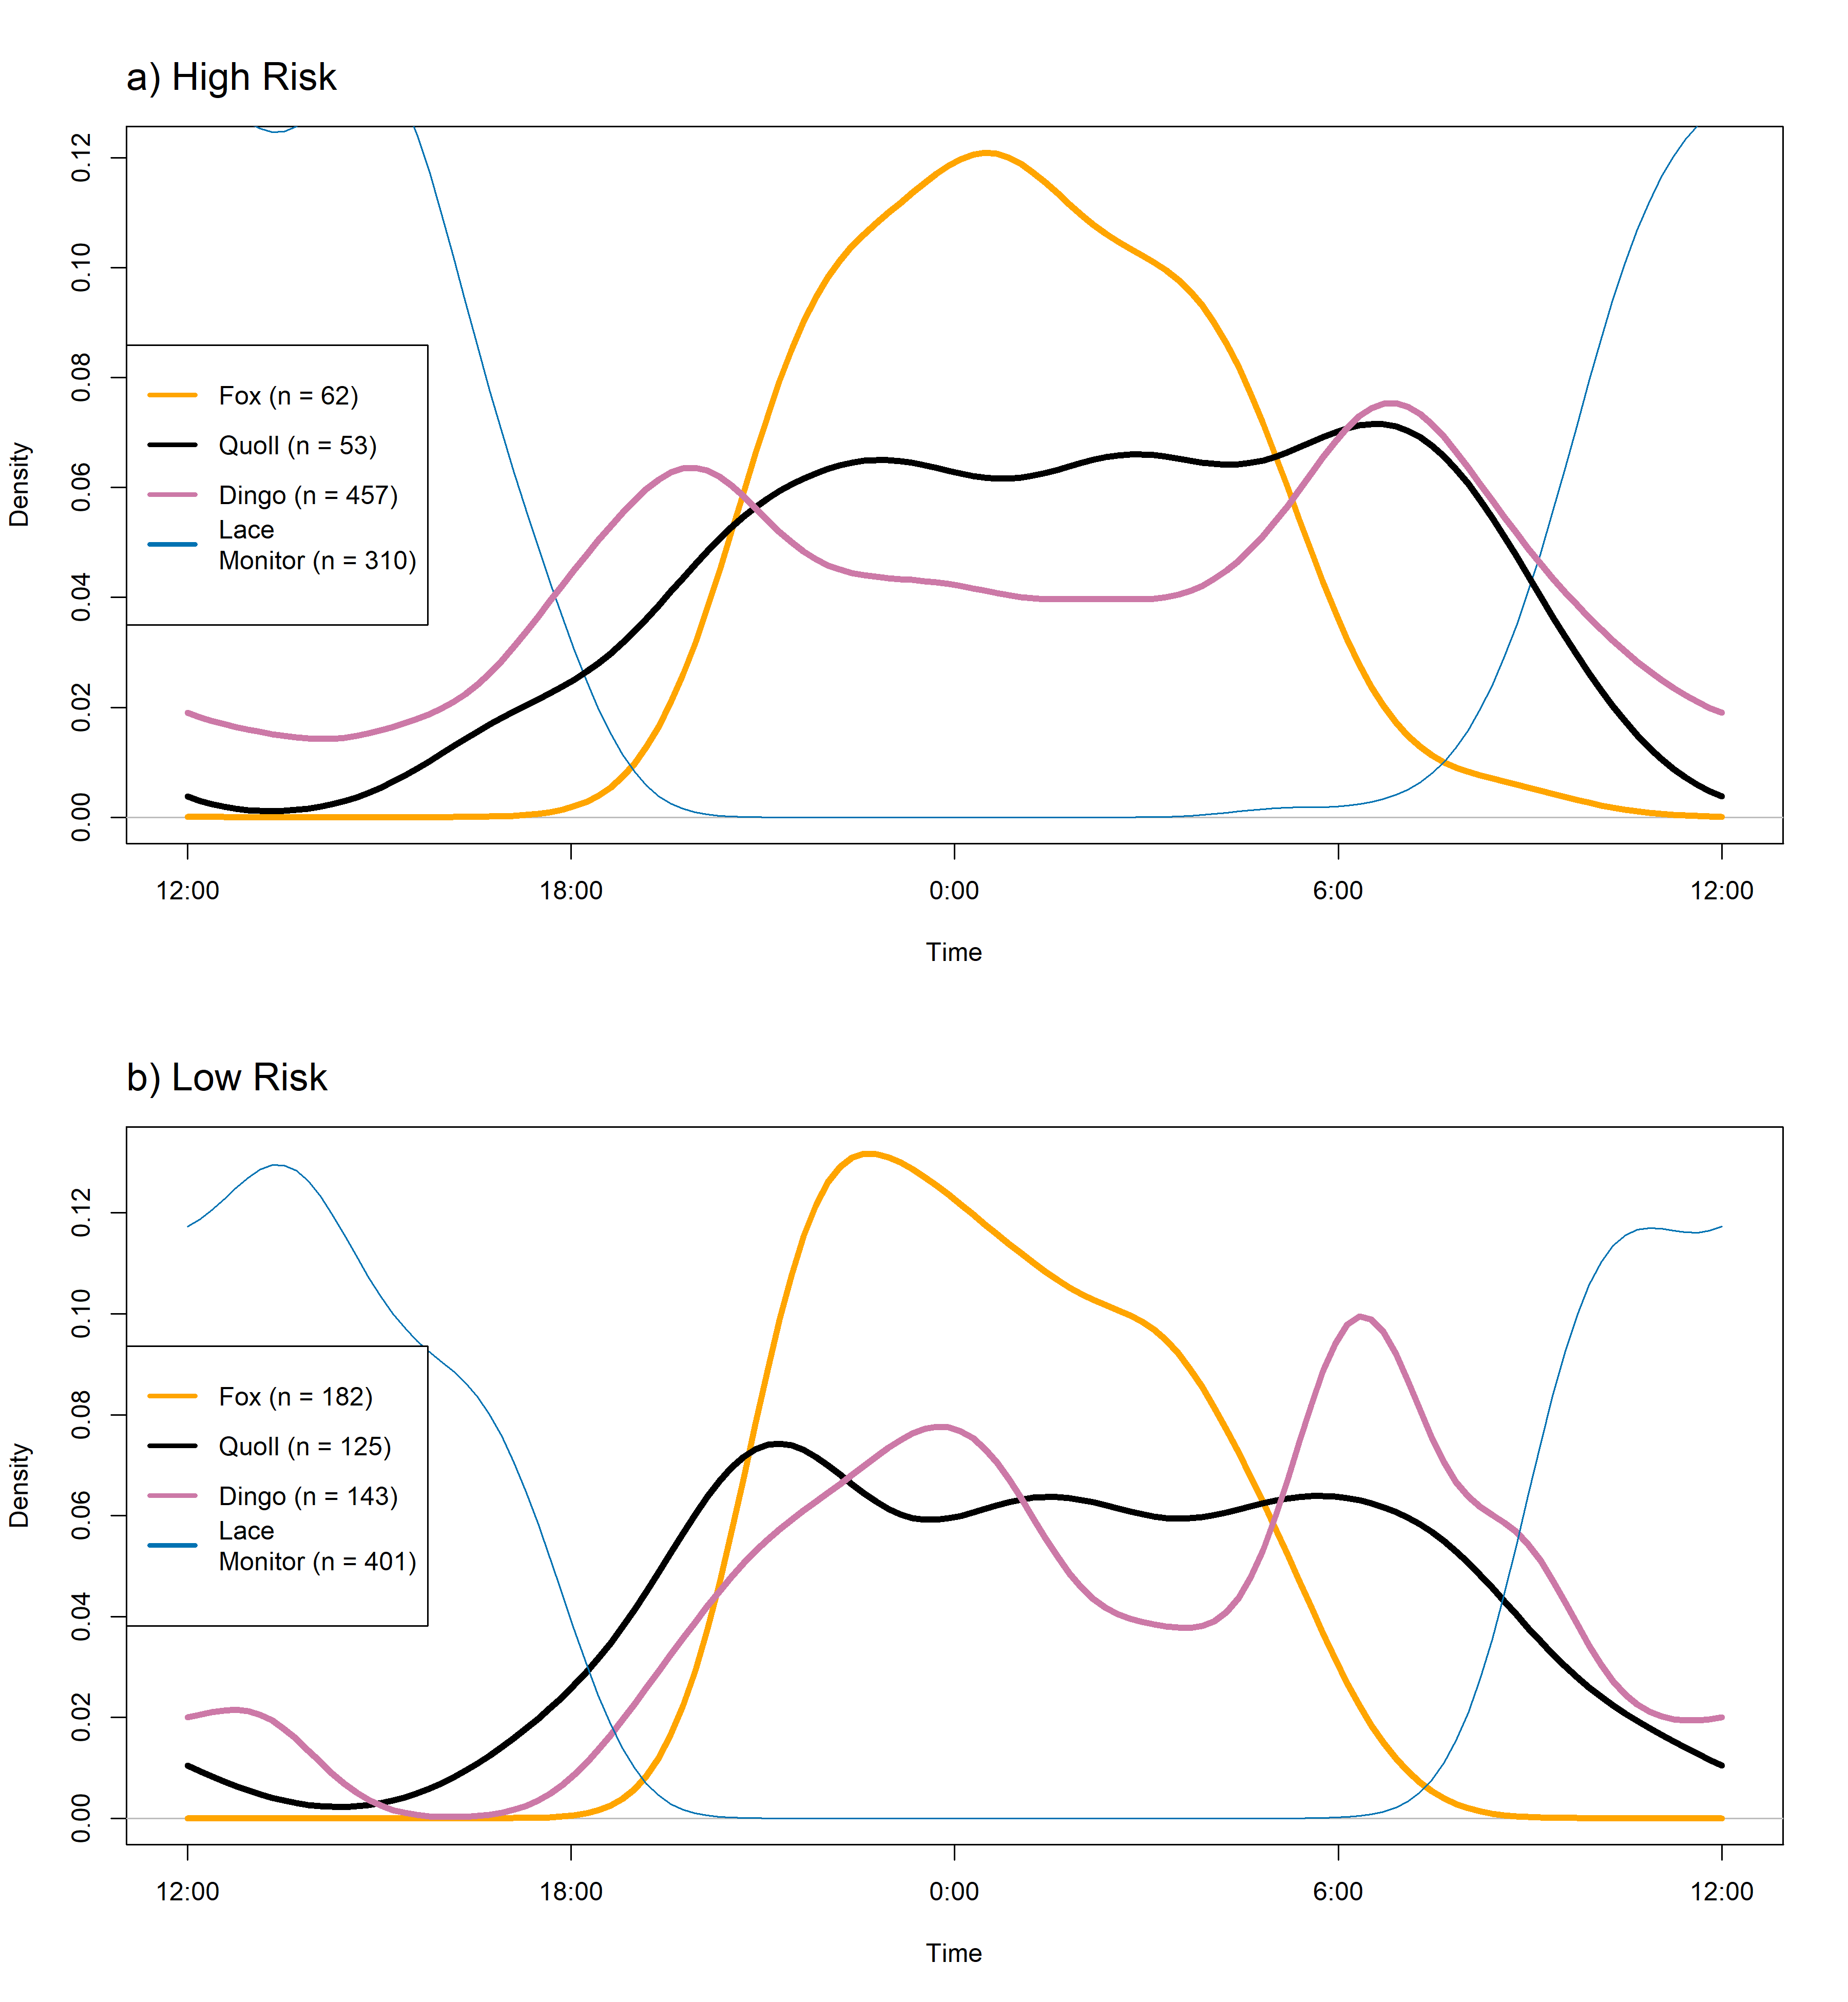 a) High Risk
0.12
0.10
0.08
0.06
0.04
0.02
0.00
Density
Fox (n = 62)
Quoll (n = 53)
Dingo (n = 457)
Lace
Monitor (n = 310)
12:00 18:00 0:00 6:00 12:00
Time
b) Low Risk
0.12
0.10
0.08
0.06
0.04
0.02
0.00
Density
Fox (n = 182)
Quoll (n = 125)
Dingo (n = 143)
Lace
Monitor (n = 401)
12:00 18:00 0:00 6:00 12:00
Time